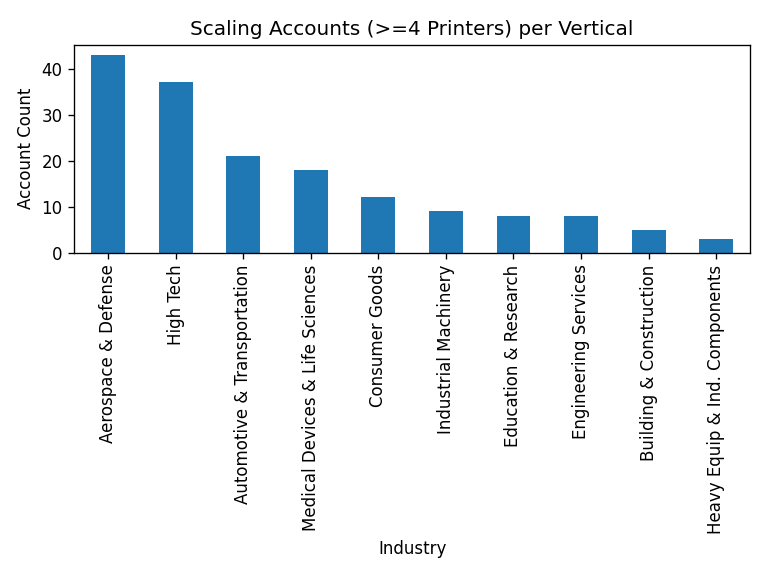 Scaling Accounts (>=4 Printers) per Vertical
Account Count
40
30
20
10
0
Aerospace & Defense
High Tech
Automotive & Transportation
Medical Devices & Life Sciences
Consumer Goods
Industrial Machinery
Education & Research
Engineering Services
Building & Construction
Heavy Equip & Ind. Components
Industry